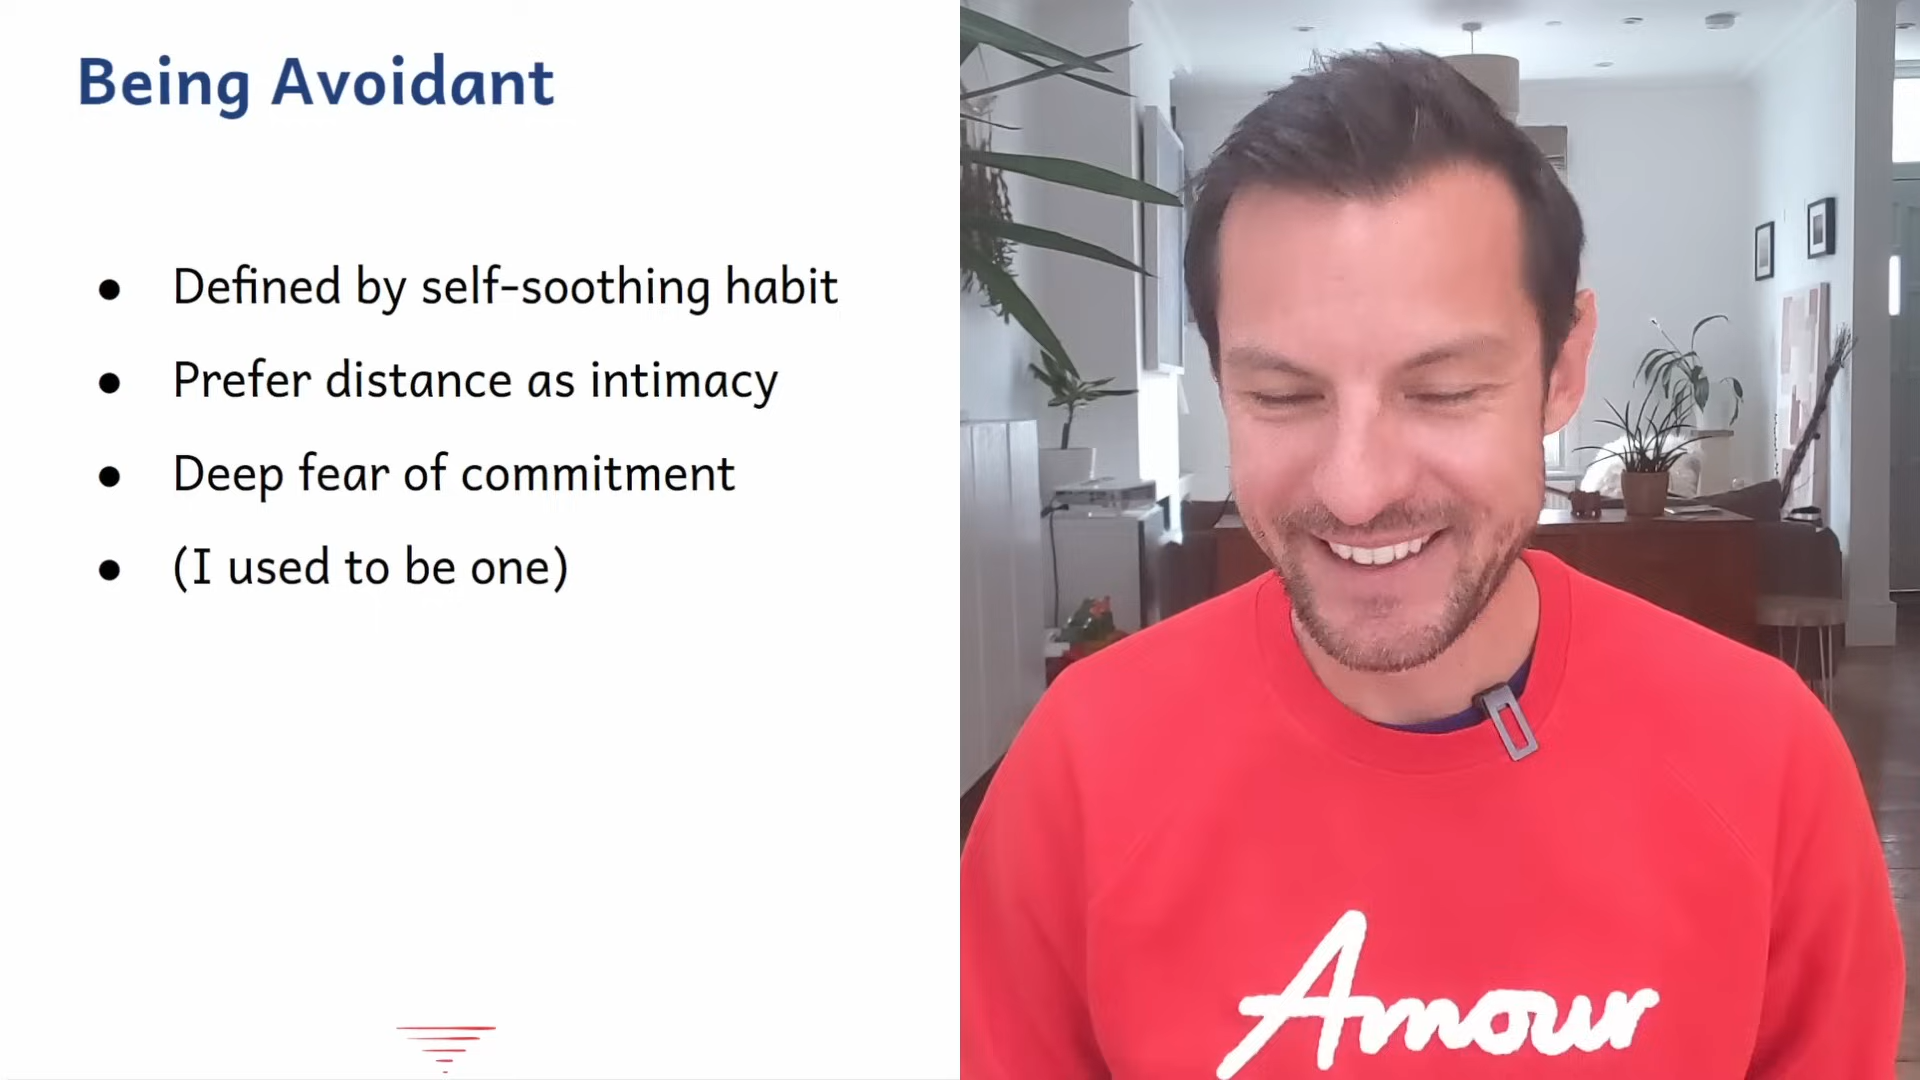 Being Avoidant
● Defined by self-soothing habit
● Prefer distance as intimacy
● Deep fear of commitment
● (I used to be one)
Amour